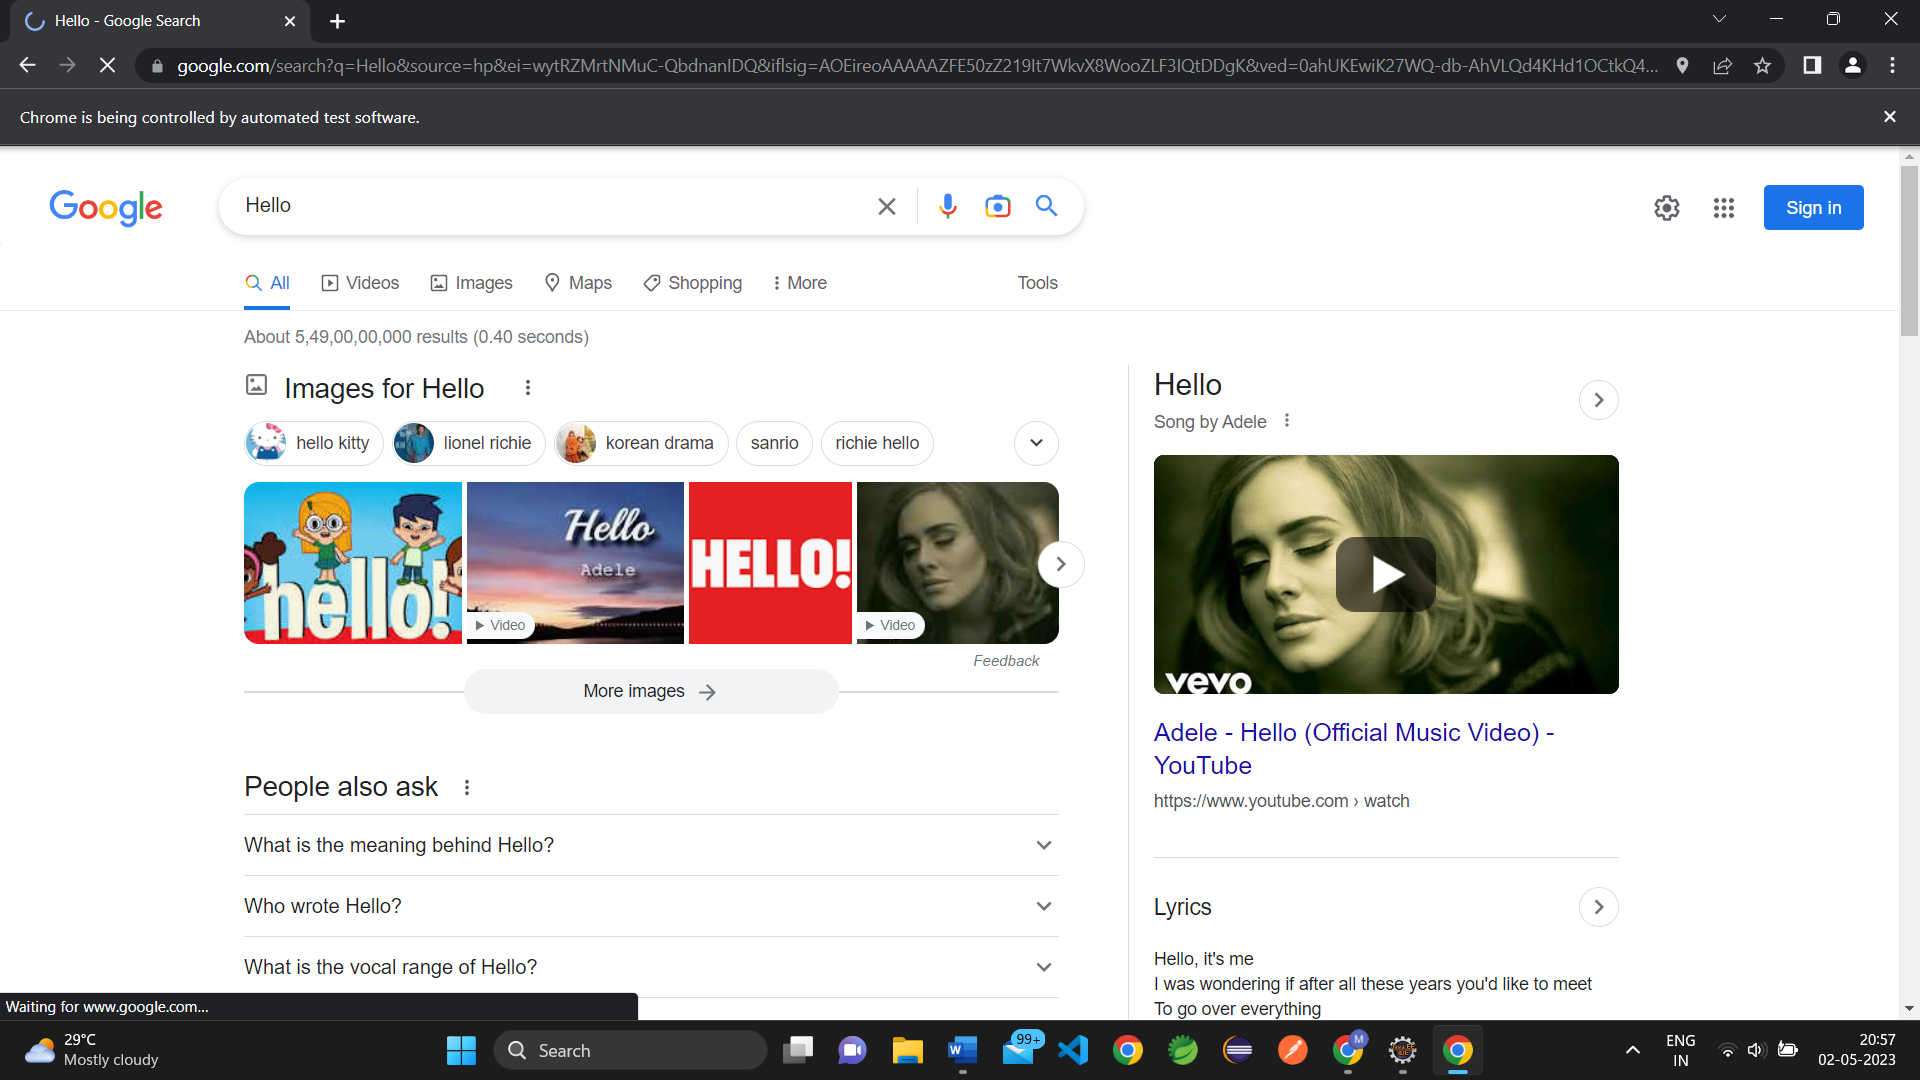 Hello - Google Search
google.com/search?q=Hello&source=hp&ei=wytRZMrtNMuC-QbdnanIDQ&iflsig=AOEireoAAAAAZFE50zZ219It7WkvX8WooZLF3IQtDDgK&ved=0ahUKEwiK27WQ-db-AhVLQd4KHd1OCtkQ4...
Chrome is being controlled by automated test software.
Google
Hello
Sign in
All
Videos
Images
Maps
Shopping
More
Tools
About 5,49,00,00,000 results (0.40 seconds)
Images for Hello
hello kitty
lionel richie
korean drama
sanrio
richie hello
hello!
Hello
Adele
Video
HELLO!
Video
Feedback
More images
People also ask
What is the meaning behind Hello?
Who wrote Hello?
What is the vocal range of Hello?
Hello
Song by Adele
vevo
Adele - Hello (Official Music Video) -
YouTube
https://www.youtube.com › watch
Lyrics
Hello, it's me
I was wondering if after all these years you'd like to meet
To go over everything
Waiting for www.google.com...
29°C
Mostly cloudy
Search
99+
M
ENG
IN
20:57
02-05-2023